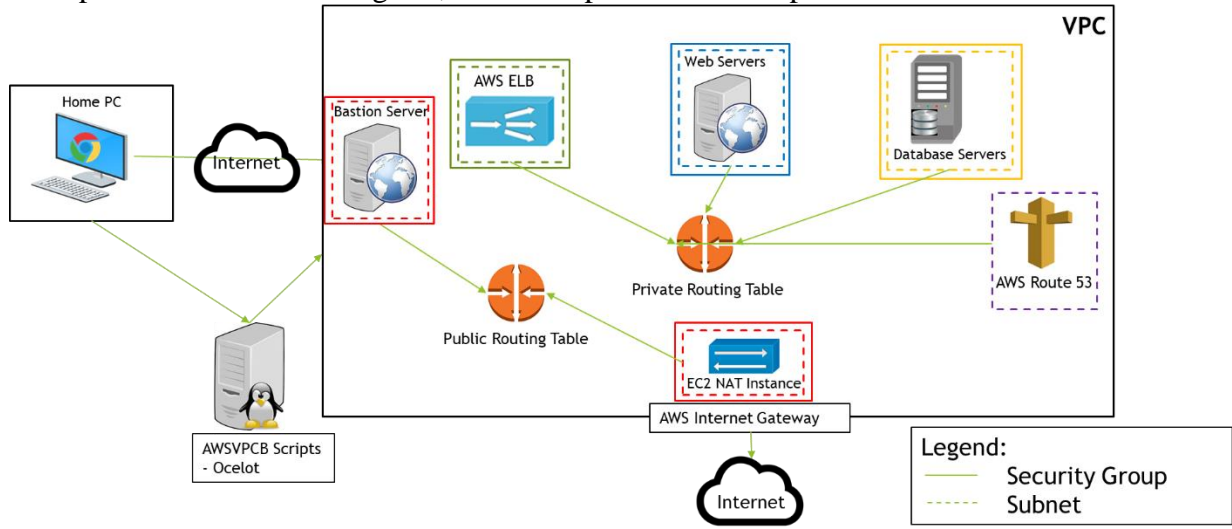 VPC
Home PC
Internet
Bastion Server
AWS ELB
Web Servers
Database Servers
AWS Route 53
Private Routing Table
Public Routing Table
EC2 NAT Instance
AWS Internet Gateway
Internet
AWSVPCB Scripts
- Ocelot
Legend:
Security Group
Subnet